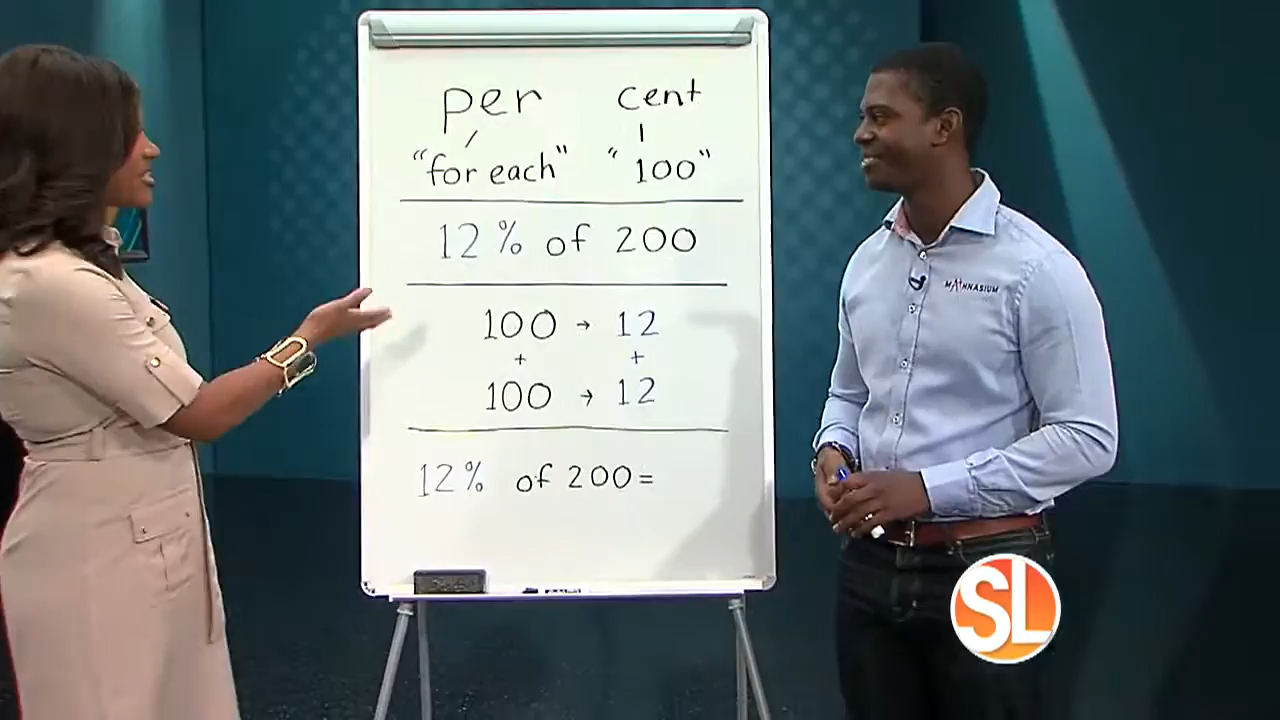 per cent
"for each" "100"
12% of 200
100 → 12
+ +
100 → 12
12% of 200=
MATHNASIUM
SL